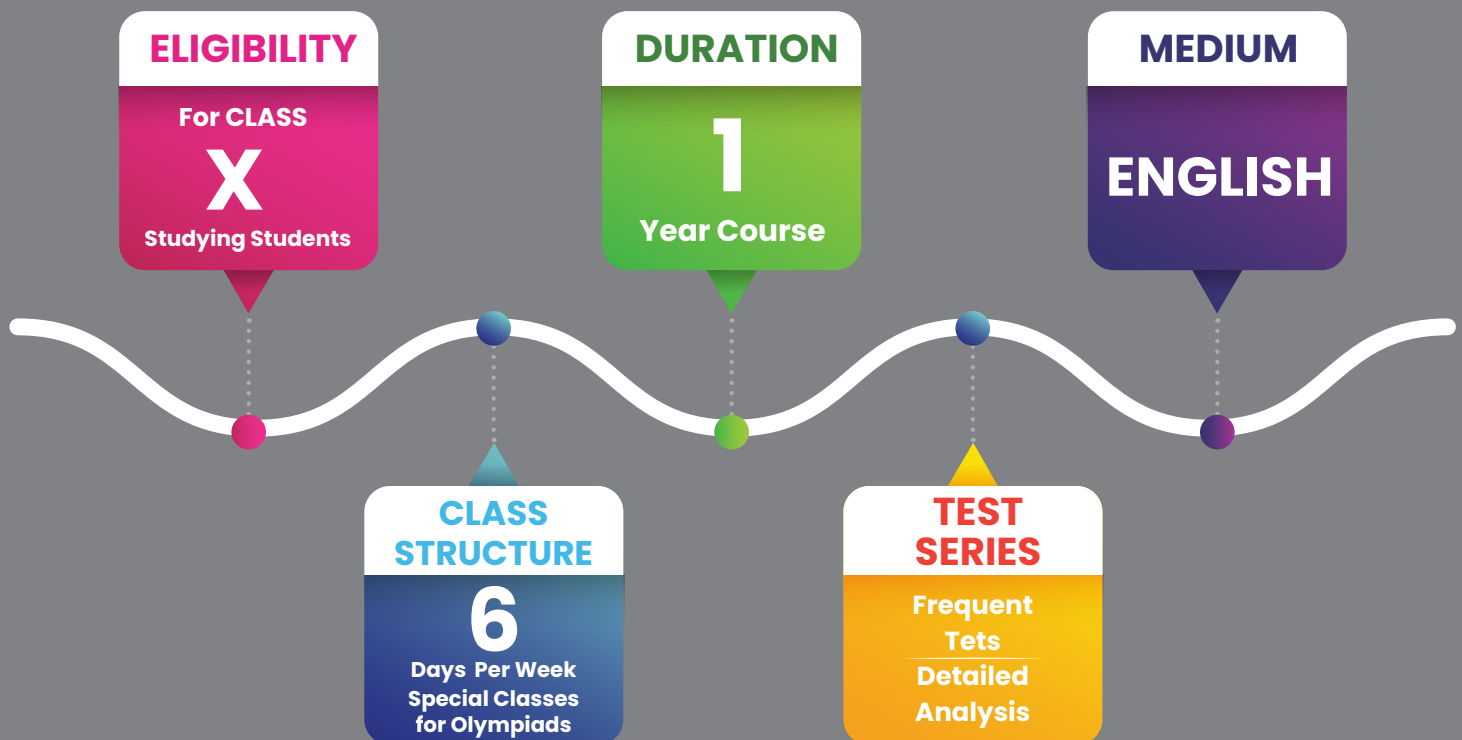 ELIGIBILITY
For CLASS
X
Studying Students
CLASS
STRUCTURE
6
Days Per Week
Special Classes
for Olympiads
DURATION
1
Year Course
TEST
SERIES
Frequent
Tets
Detailed
Analysis
MEDIUM
ENGLISH